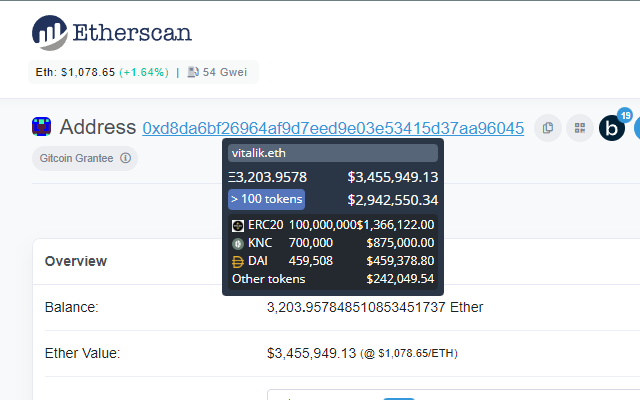 Etherscan
Eth: $1,078.65 (+1.64%) | 54 Gwei
Address 0xd8da6bf26964af9d7eed9e03e53415d37aa96045
b 19
Gitcoin Grantee
vitalik.eth
Ξ3,203.9578 $3,455,949.13
> 100 tokens $2,942,550.34
ERC20 100,000,000 $1,366,122.00
KNC 700,000 $875,000.00
DAI 459,508 $459,378.80
Other tokens $242,049.54
Overview
Balance: 3,203.957848510853451737 Ether
Ether Value: $3,455,949.13 (@ $1,078.65/ETH)